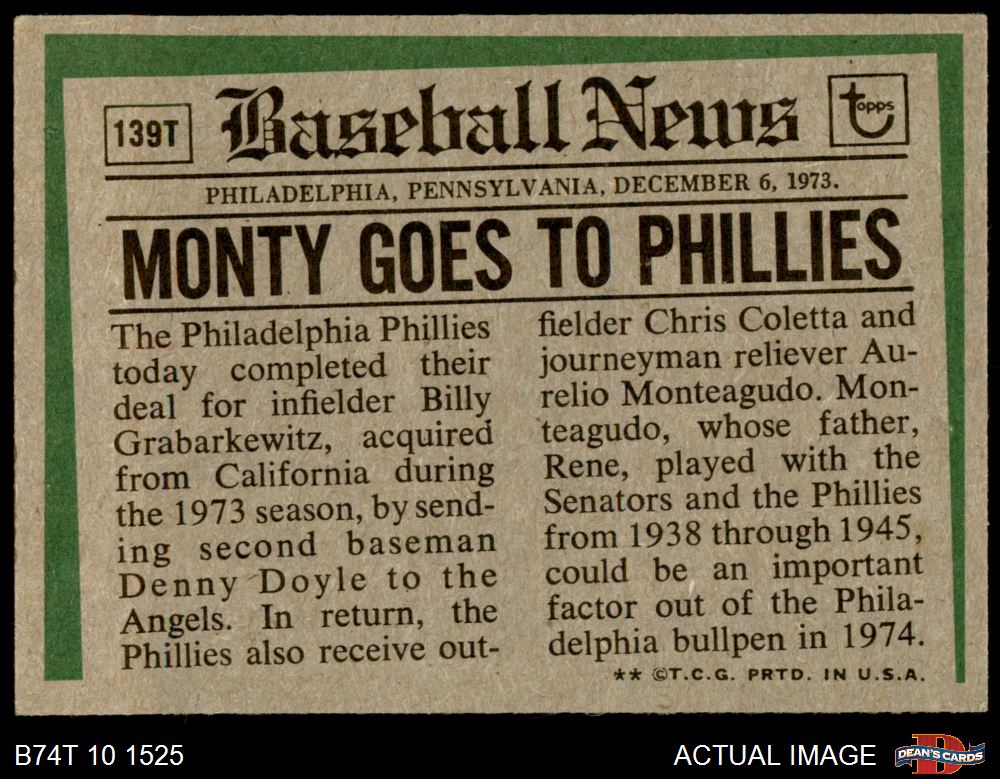 139T
Baseball News
topps
PHILADELPHIA, PENNSYLVANIA, DECEMBER 6, 1973.
MONTY GOES TO PHILLIES
The Philadelphia Phillies
today completed their
deal for infielder Billy
Grabarkewitz, acquired
from California during
the 1973 season, by send-
ing second baseman
Denny Doyle to the
Angels. In return, the
Phillies also receive out-
fielder Chris Coletta and
journeyman reliever Au-
relio Monteagudo. Mon-
teagudo, whose father,
Rene, played with the
Senators and the Phillies
from 1938 through 1945,
could be an important
factor out of the Phila-
delphia bullpen in 1974.
** ©T.C.G. PRTD. IN U.S.A.
B74T 10 1525
ACTUAL IMAGE
DEAN'S CARDS